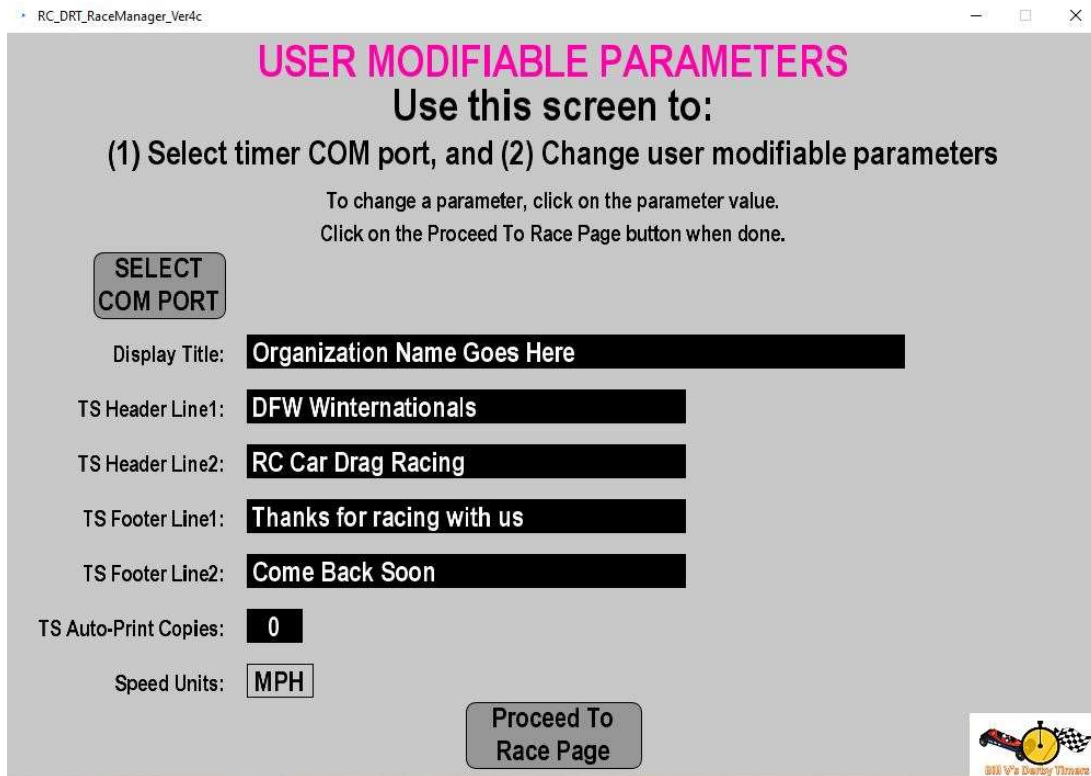 RC_DRT_RaceManager_Ver4c
USER MODIFIABLE PARAMETERS
Use this screen to:
(1) Select timer COM port, and (2) Change user modifiable parameters
To change a parameter, click on the parameter value.
Click on the Proceed To Race Page button when done.
SELECT
COM PORT
Display Title: Organization Name Goes Here
TS Header Line1: DFW Winternationals
TS Header Line2: RC Car Drag Racing
TS Footer Line1: Thanks for racing with us
TS Footer Line2: Come Back Soon
TS Auto-Print Copies: 0
Speed Units: MPH
Proceed To
Race Page
Bill V's Derby Timers